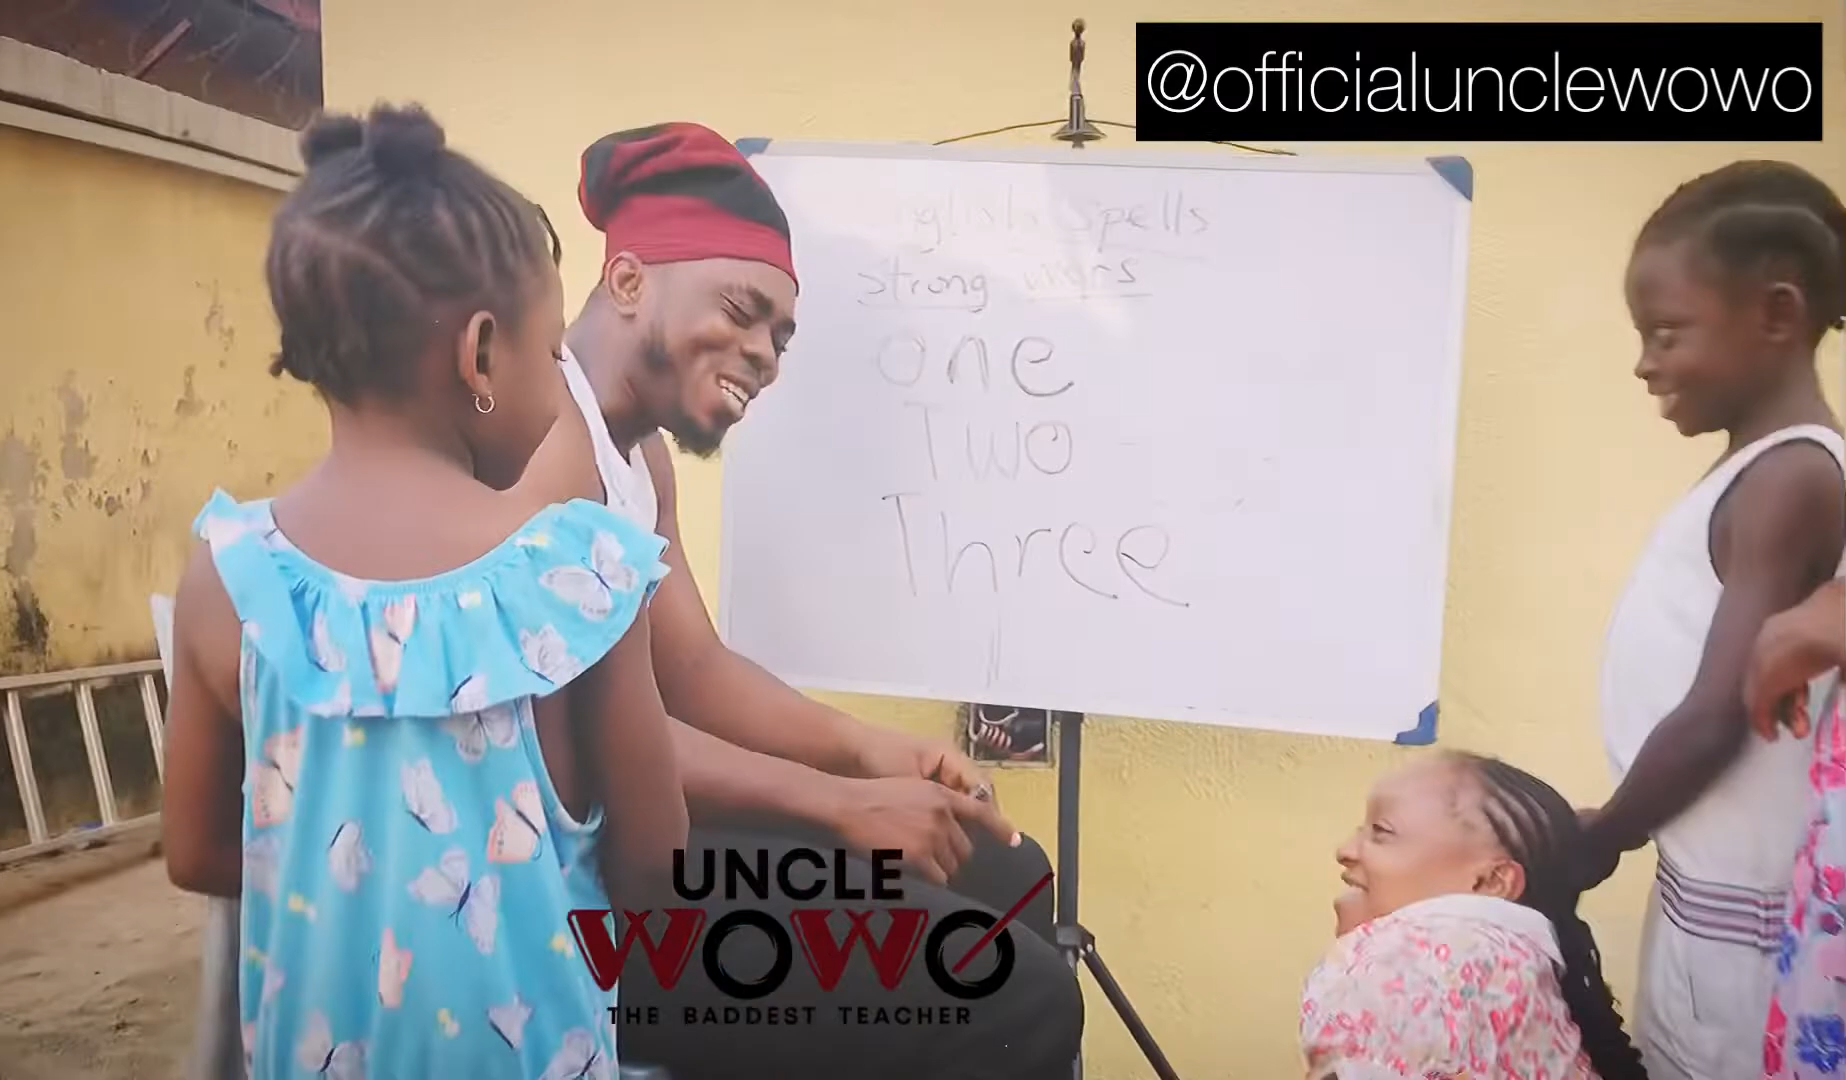 @officialunclewowo
Spells
strong
one
Two
Three
UNCLE
WOWO
THE BADDEST TEACHER